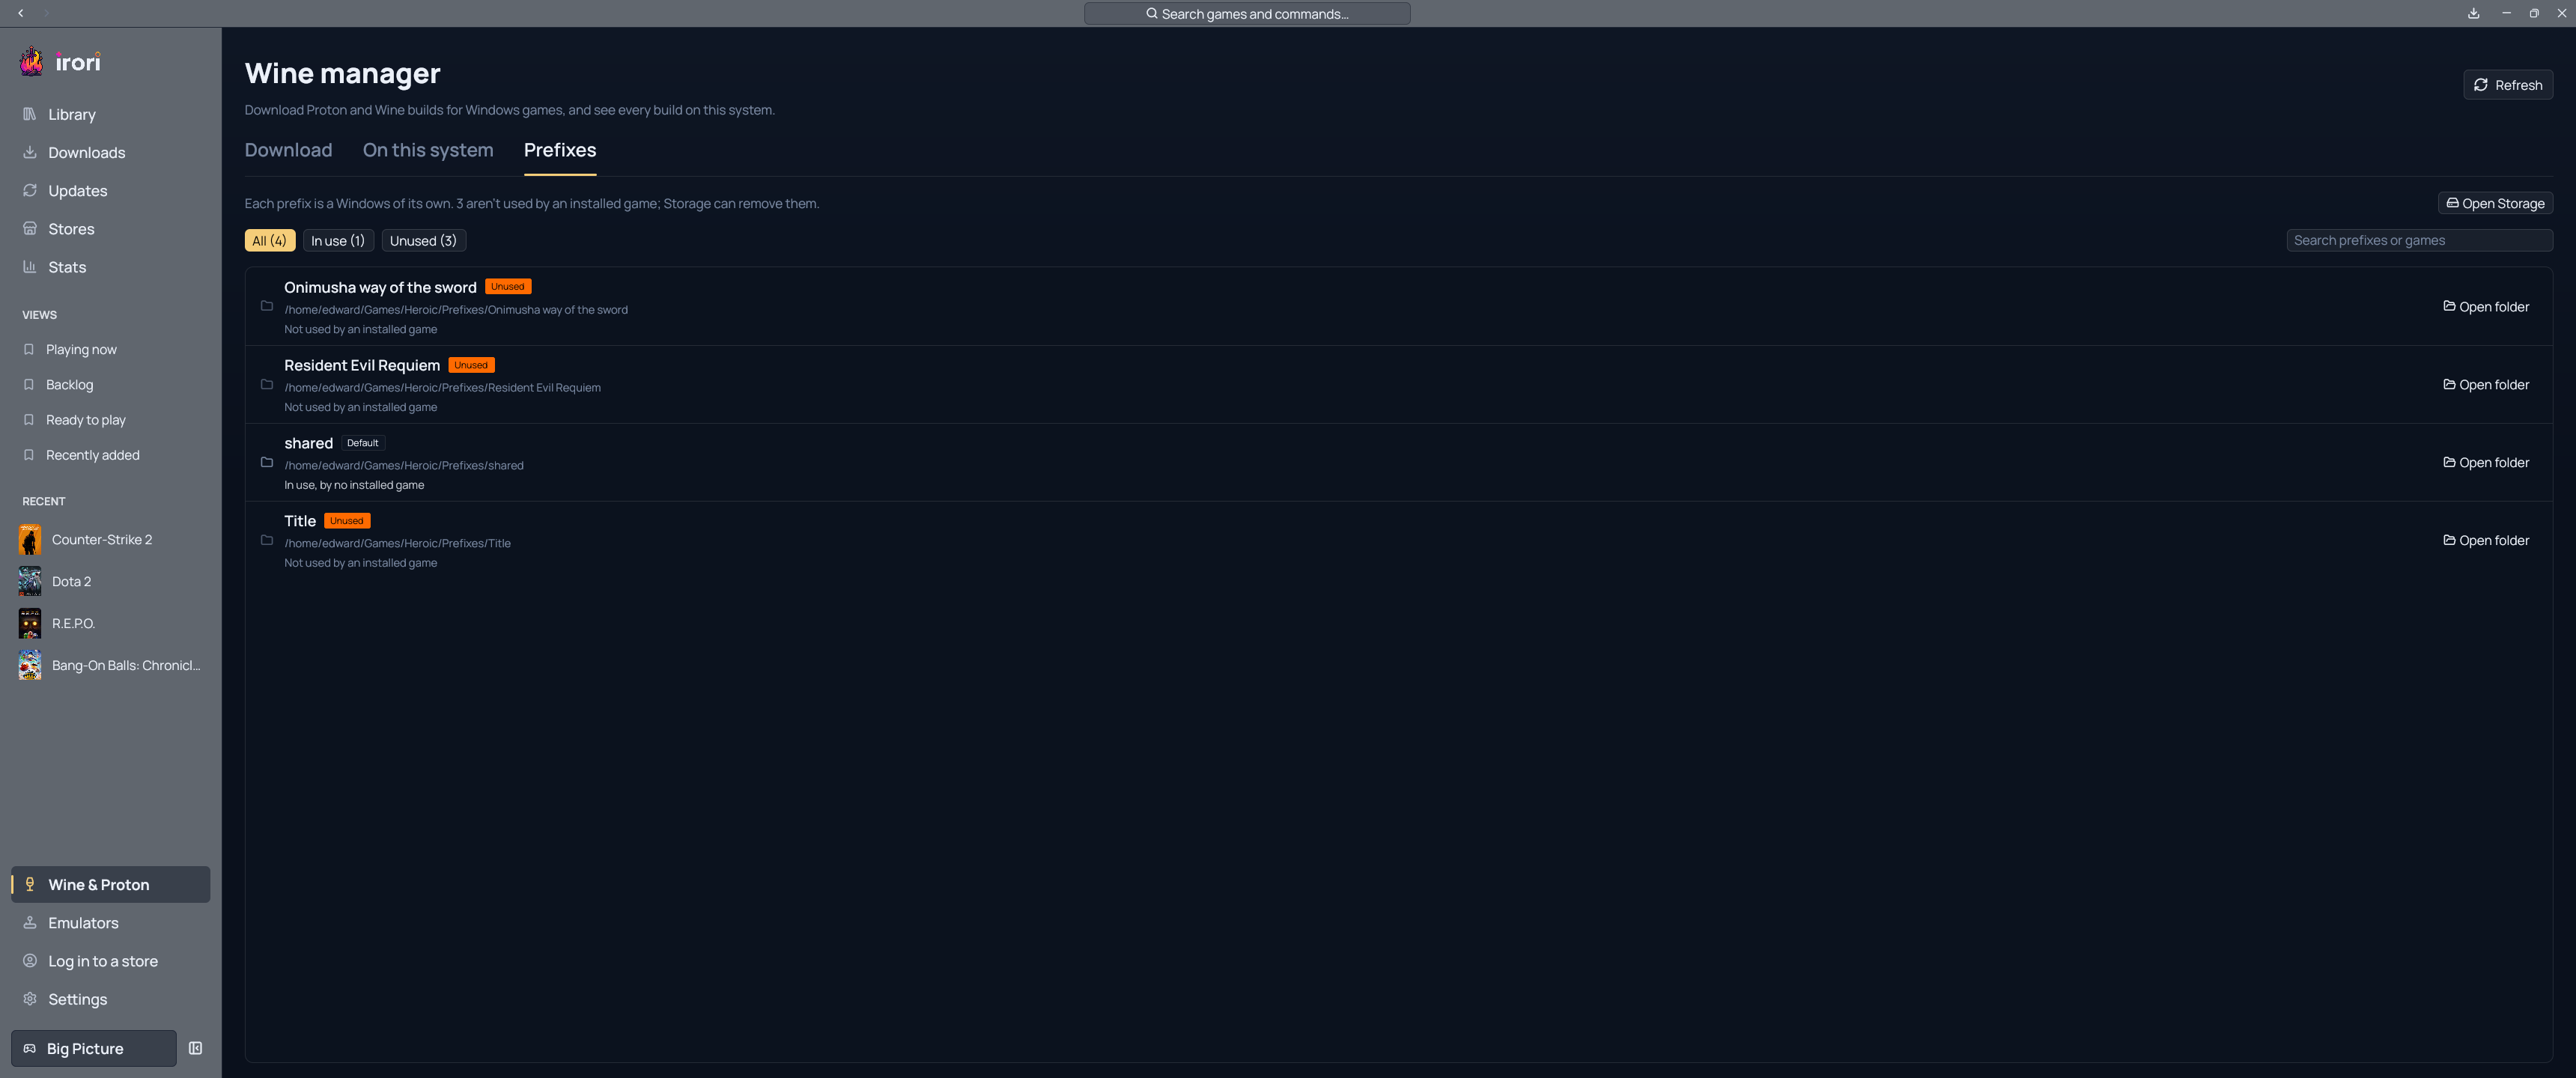 Search games and commands...
irori
Library
Downloads
Updates
Stores
Stats
VIEWS
Playing now
Backlog
Ready to play
Recently added
RECENT
Counter-Strike 2
Dota 2
R.E.P.O.
Bang-On Balls: Chronicl...
Wine & Proton
Emulators
Log in to a store
Settings
Big Picture
Wine manager
Download Proton and Wine builds for Windows games, and see every build on this system.
Refresh
Download On this system Prefixes
Each prefix is a Windows of its own. 3 aren't used by an installed game; Storage can remove them.
Open Storage
All (4) In use (1) Unused (3)
Search prefixes or games
Onimusha way of the sword Unused
/home/edward/Games/Heroic/Prefixes/Onimusha way of the sword
Not used by an installed game
Open folder
Resident Evil Requiem Unused
/home/edward/Games/Heroic/Prefixes/Resident Evil Requiem
Not used by an installed game
Open folder
shared Default
/home/edward/Games/Heroic/Prefixes/shared
In use, by no installed game
Open folder
Title Unused
/home/edward/Games/Heroic/Prefixes/Title
Not used by an installed game
Open folder